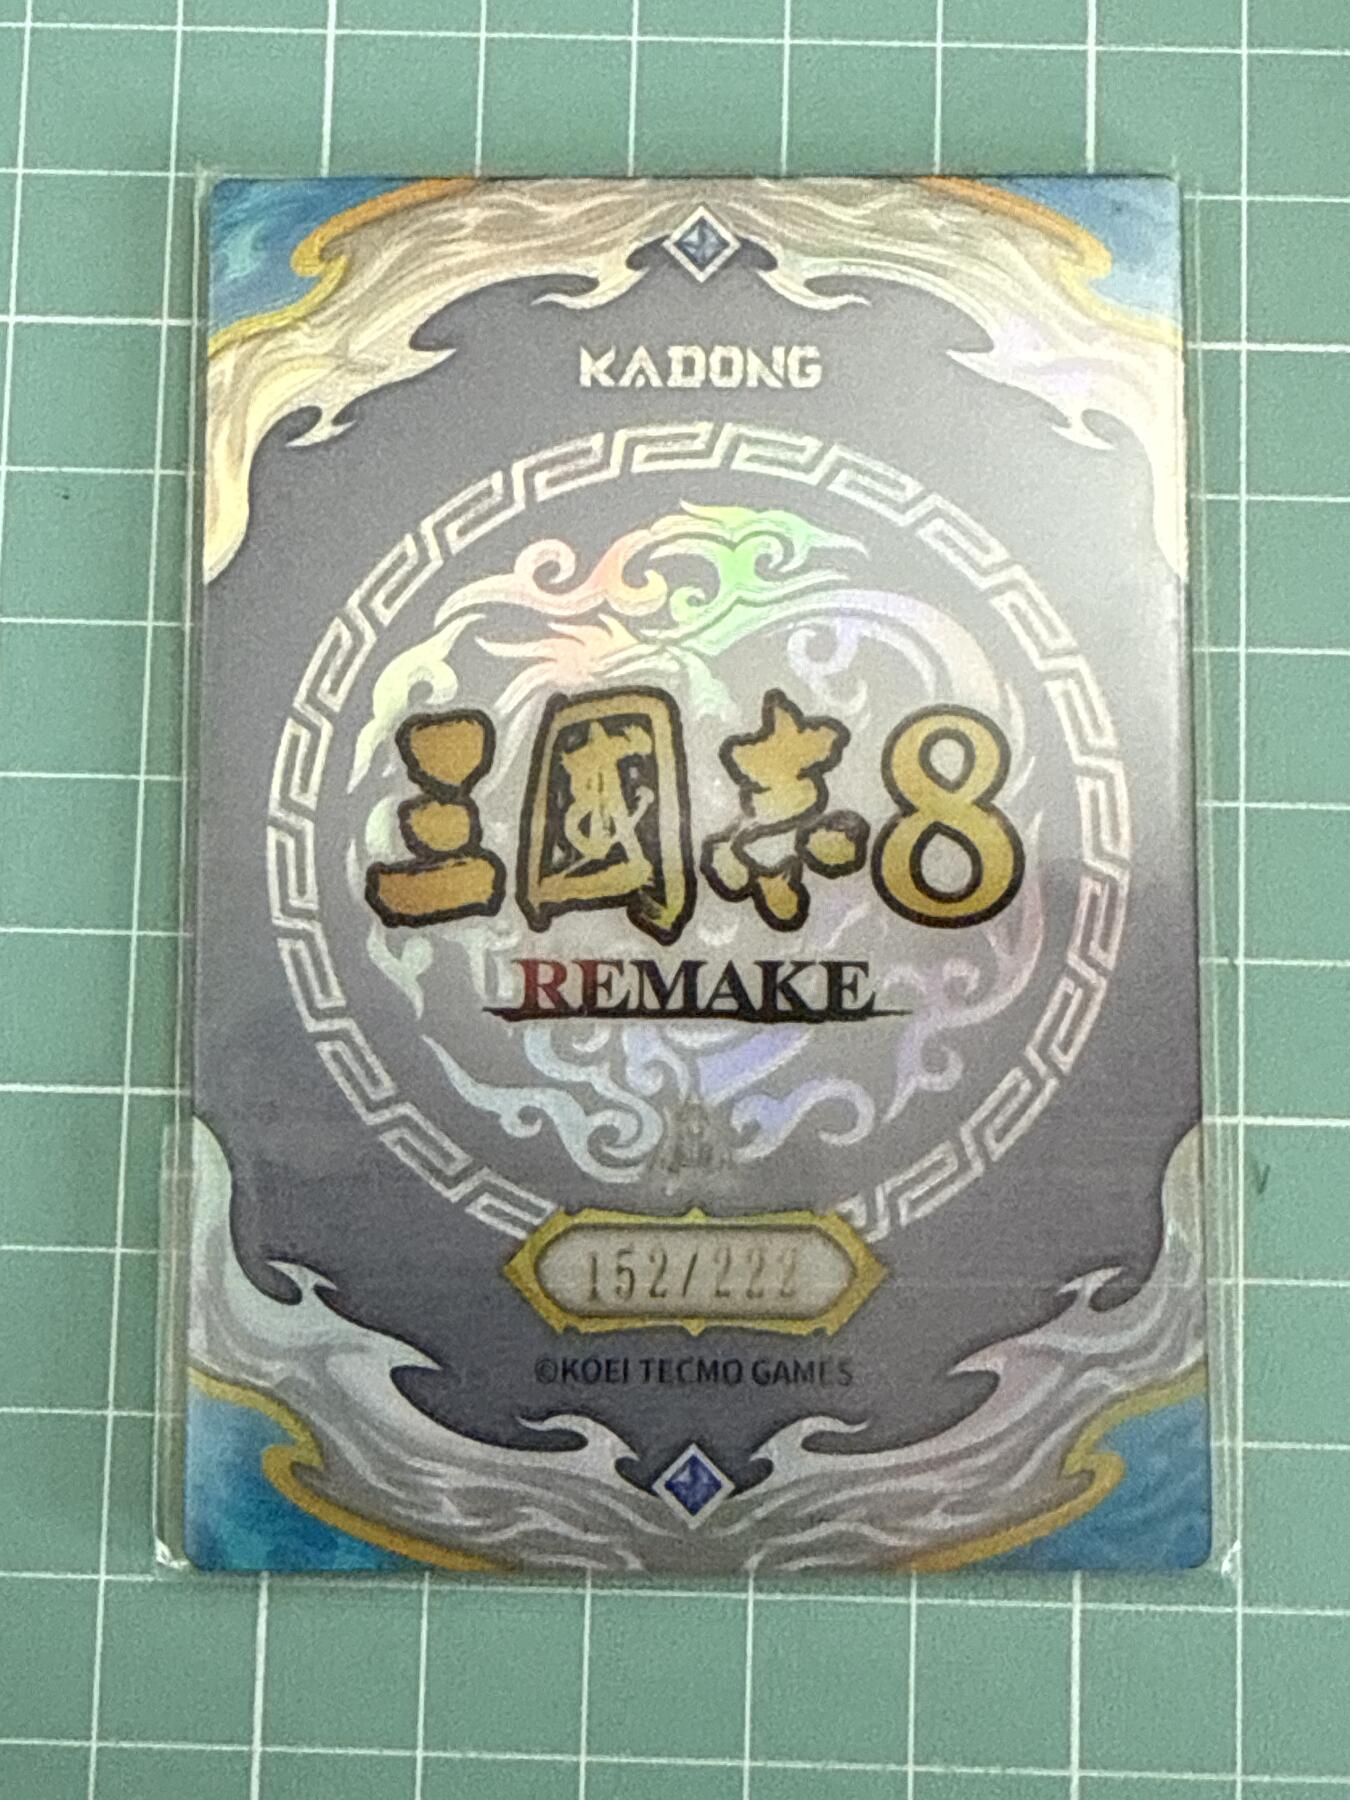 KADONG
三國志8
REMAKE
152/222
©KOEI TECMO GAMES